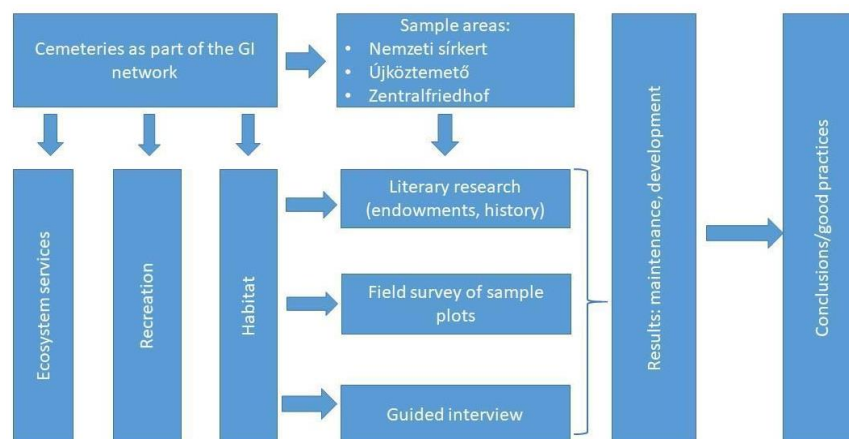 Cemeteries as part of the GI
network
Sample areas:
• Nemzeti sírkert
• Újköztemető
• Zentralfriedhof
Ecosystem services
Recreation
Habitat
Literary research
(endowments, history)
Field survey of sample
plots
Guided interview
Results: maintenance, development
Conclusions/good practices